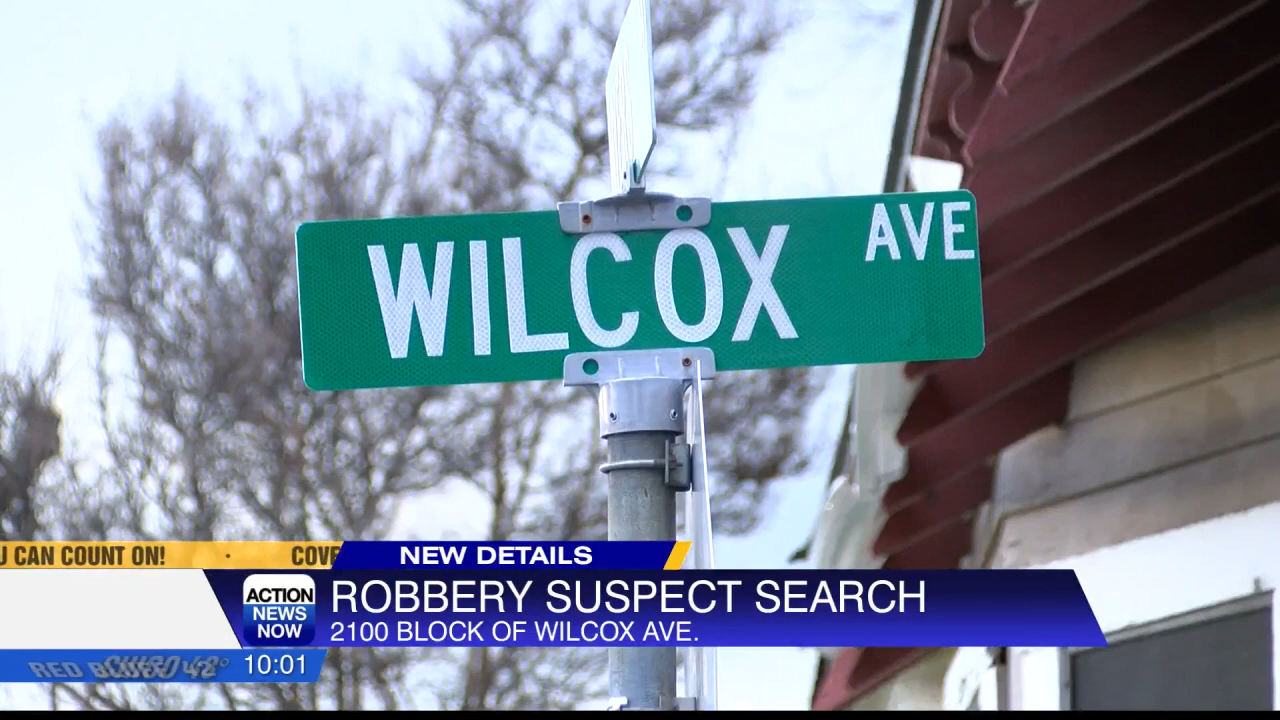 WILCOX AVE
U CAN COUNT ON! · COVE
NEW DETAILS
ACTION
NEWS
NOW
ROBBERY SUSPECT SEARCH
2100 BLOCK OF WILCOX AVE.
10:01